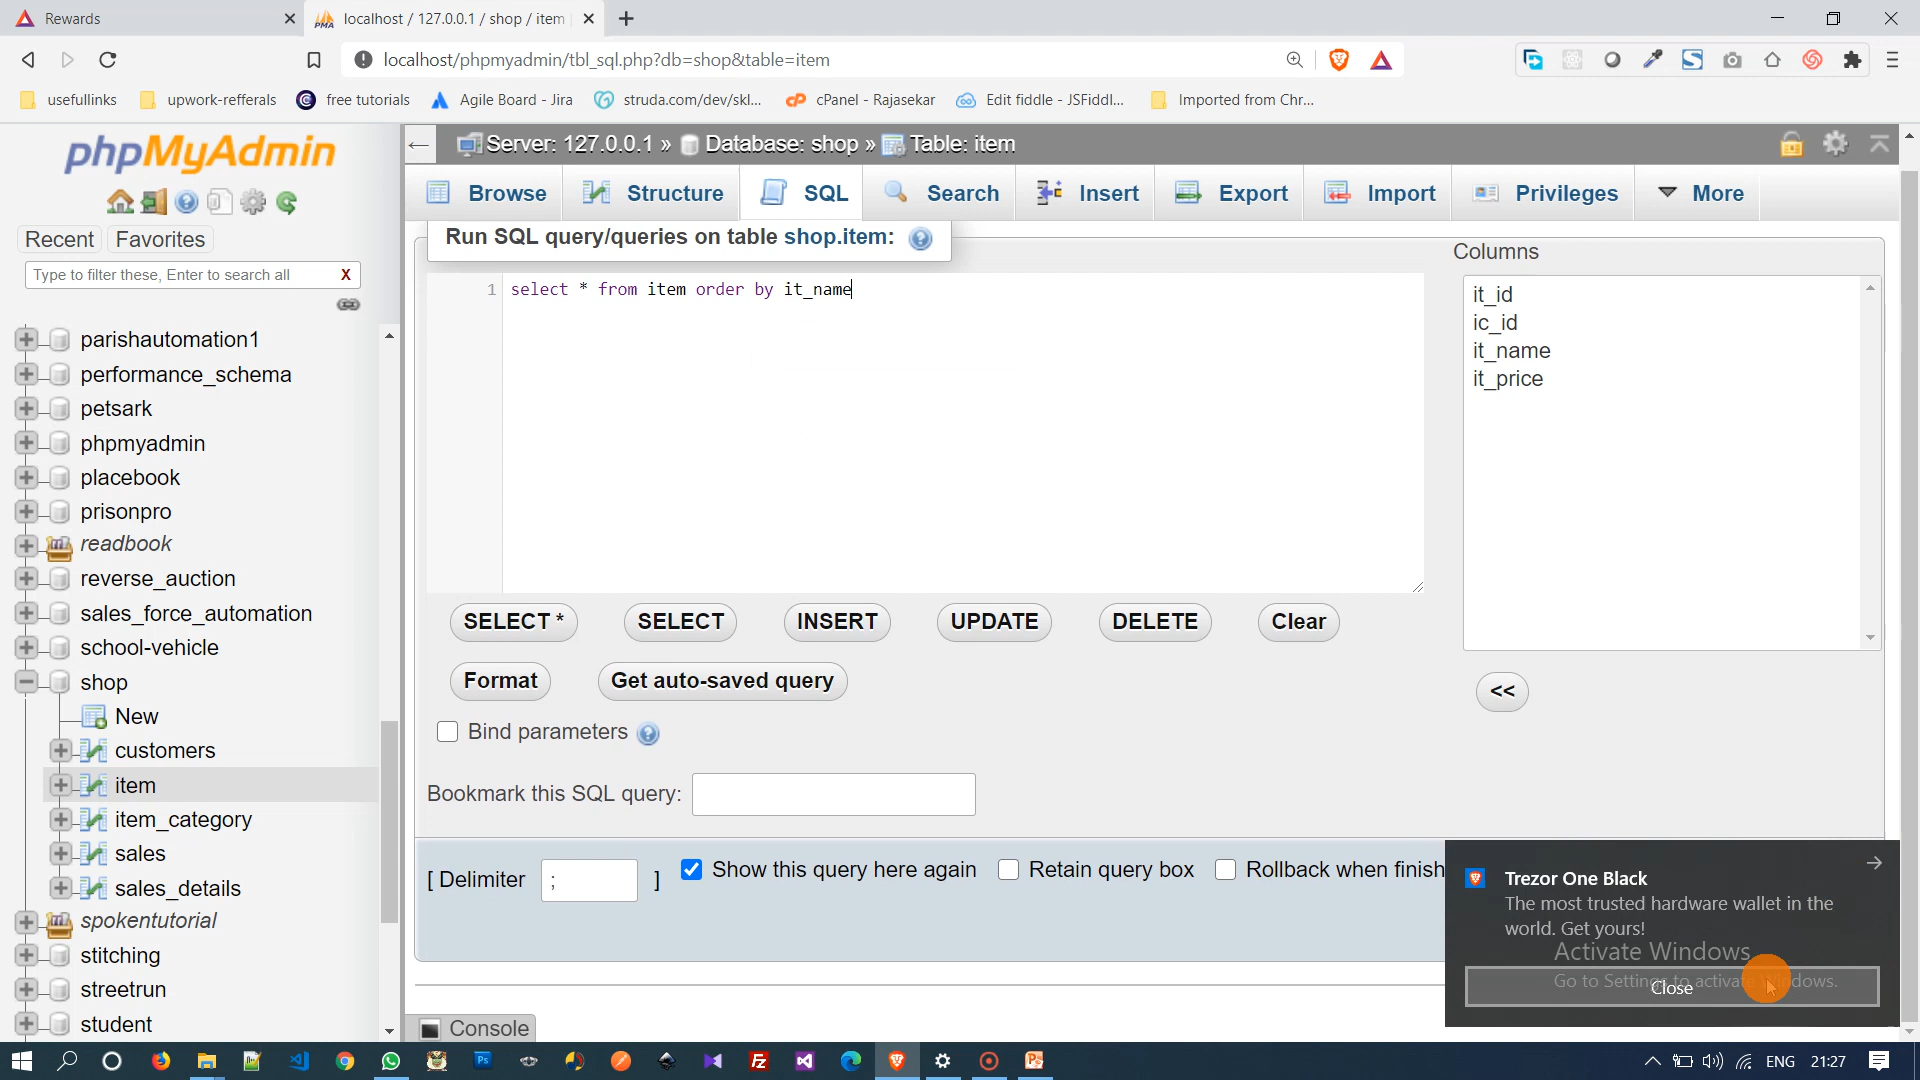 Rewards
localhost / 127.0.0.1 / shop / item
localhost/phpmyadmin/tbl_sql.php?db=shop&table=item
usefullinks
upwork-refferals
free tutorials
Agile Board - Jira
struda.com/dev/skl...
cPanel - Rajasekar
Edit fiddle - JSFiddl...
Imported from Chr...
phpMyAdmin
Recent
Favorites
Type to filter these, Enter to search all
X
parishautomation1
performance_schema
petsark
phpmyadmin
placebook
prisonpro
readbook
reverse_auction
sales_force_automation
school-vehicle
shop
New
customers
item
item_category
sales
sales_details
spokentutorial
stitching
streetrun
student
Server: 127.0.0.1 » Database: shop » Table: item
Browse
Structure
SQL
Search
Insert
Export
Import
Privileges
More
Run SQL query/queries on table shop.item:
1 select * from item order by it_name
Columns
it_id
ic_id
it_name
it_price
SELECT *
SELECT
INSERT
UPDATE
DELETE
Clear
Format
Get auto-saved query
<<
Bind parameters
Bookmark this SQL query:
[ Delimiter ; ]
Show this query here again
Retain query box
Rollback when finish
Trezor One Black
The most trusted hardware wallet in the
world. Get yours!
Activate Windows
Go to Settings to activate Windows.
Close
Console
ENG
21:27